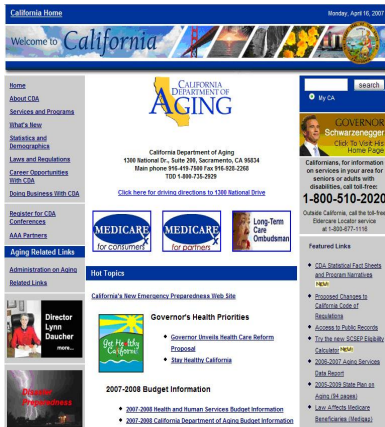 California Home
Monday, April 16, 2007
Welcome to California
Home
About CDA
Services and Programs
What's New
Statistics and
Demographics
Laws and Regulations
Career Opportunities
With CDA
Doing Business With CDA
Register for CDA
Conferences
AAA Partners
Aging Related Links
Administration on Aging
Related Links
Director
Lynn
Daucher
more...
Disaster
Preparedness
CALIFORNIA
DEPARTMENT OF
AGING
California Department of Aging
1300 National Dr., Suite 200, Sacramento, CA 95834
Main phone 916-419-7500 Fax 916-928-2268
TDD 1-800-735-2929
Click here for driving directions to 1300 National Drive
MEDICARE
for consumers
MEDICARE
for partners
Long-Term
Care
Ombudsman
Hot Topics
California's New Emergency Preparedness Web Site
Governor's Health Priorities
Get He lthy
California!
Governor Unveils Health Care Reform
Proposal
Stay Healthy California
2007-2008 Budget Information
2007-2008 Health and Human Services Budget Information
2007-2008 California Department of Aging Budget Information
search
My CA
GOVERNOR
Schwarzenegger
Click To Visit His
Home Page
Californians, for information
on services in your area for
seniors or adults with
disabilities, call toll-free:
1-800-510-2020
Outside California, call the toll-free
Eldercare Locator service
at 1-800-677-1116
Featured Links
CDA Statistical Fact Sheets
and Program Narratives
NEW!
Proposed Changes to
California Code of
Regulations
Access to Public Records
Try the new SCSEP Eligibility
Calculator NEW!
2006-2007 Aging Services
Data Report
2005-2009 State Plan on
Aging (94 pages)
Law Affects Medicare
Beneficiaries (Medigap)